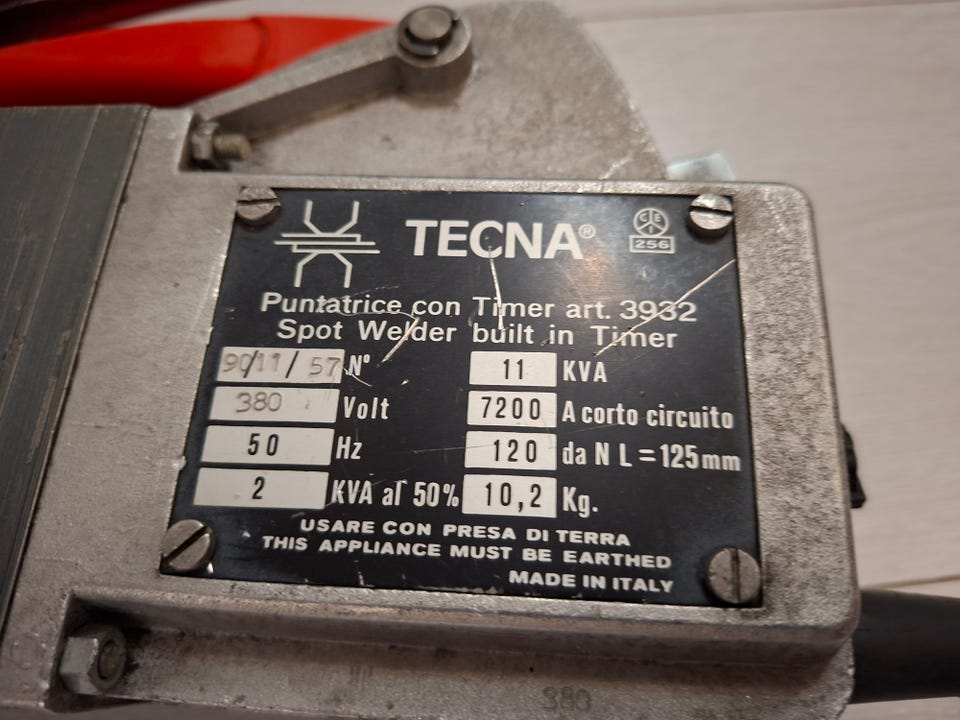 TECNA®
CEI
256
Puntatrice con Timer art. 3932
Spot Welder built in Timer
9011/57 N°
11 KVA
380 Volt
7200 A corto circuito
50 Hz
120 da N L=125mm
2 KVA al 50%
10,2 Kg.
USARE CON PRESA DI TERRA
THIS APPLIANCE MUST BE EARTHED
MADE IN ITALY
380